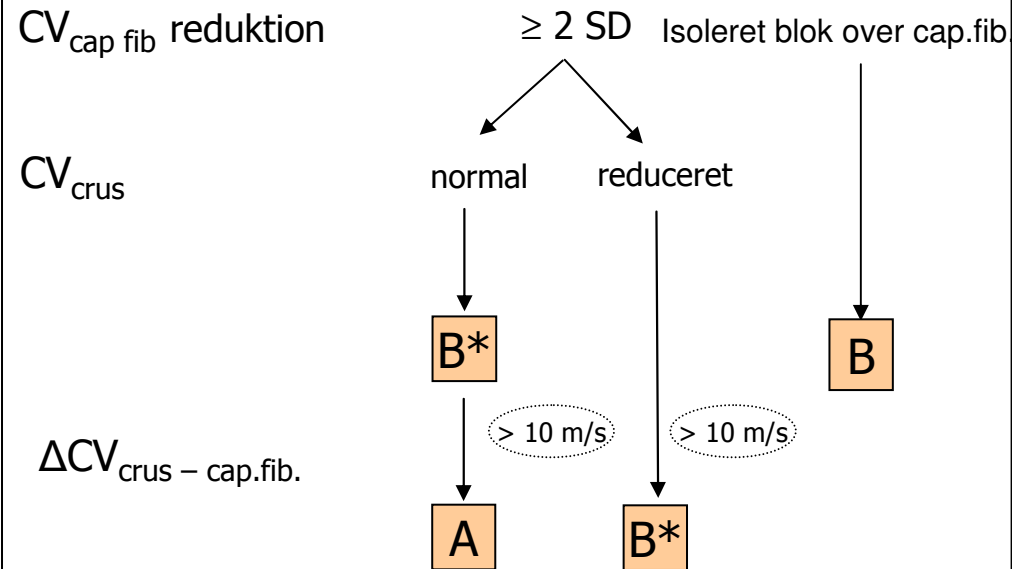 CVcap fib reduktion ≥ 2 SD Isoleret blok over cap.fib.
CVcrus normal reduceret
B* B
> 10 m/s > 10 m/s
ΔCVcrus – cap.fib.
A B*